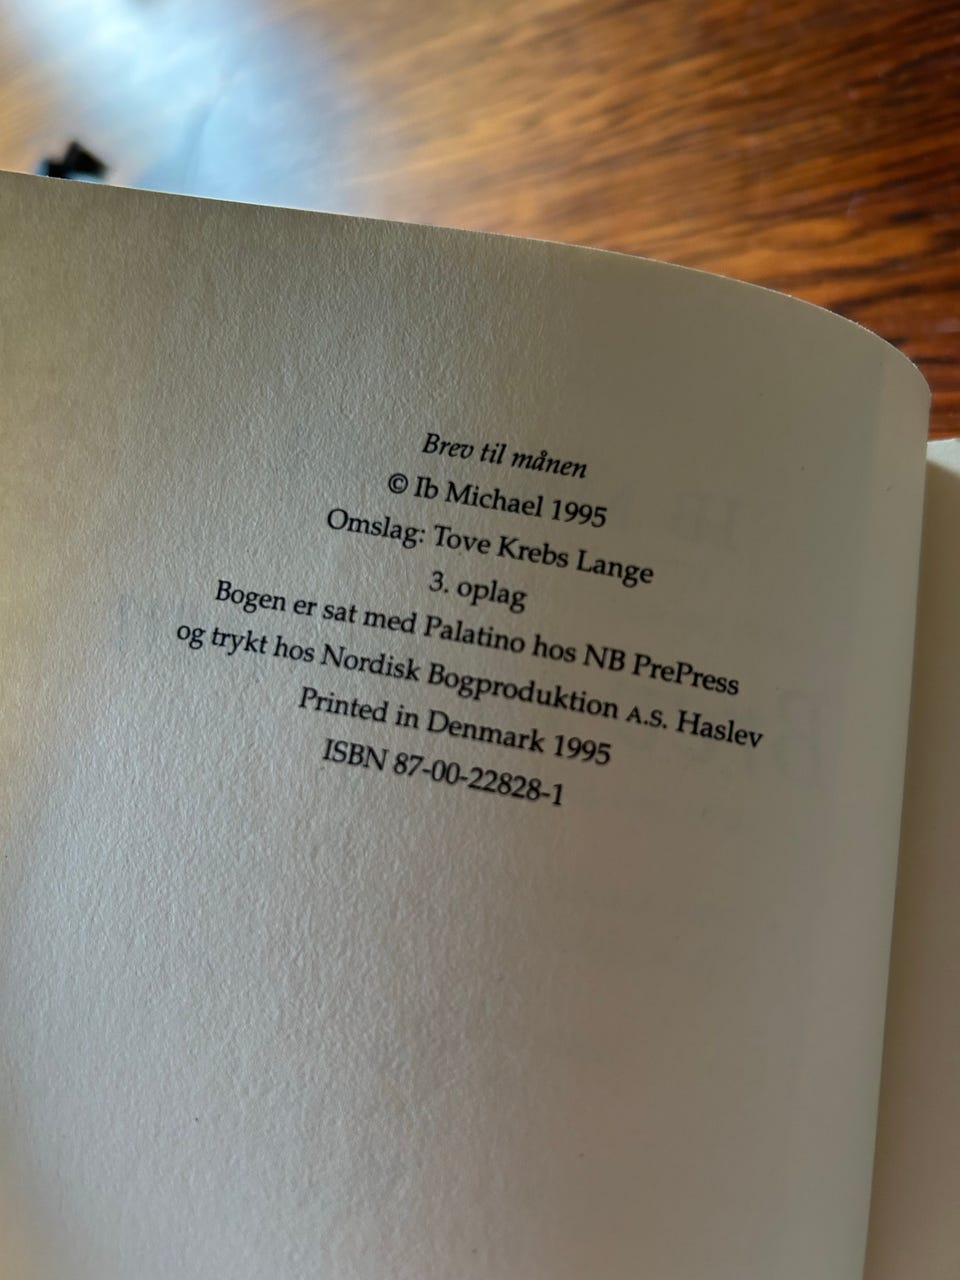 Brev til månen
© Ib Michael 1995
Omslag: Tove Krebs Lange
3. oplag
Bogen er sat med Palatino hos NB PrePress
og trykt hos Nordisk Bogproduktion A.S. Haslev
Printed in Denmark 1995
ISBN 87-00-22828-1